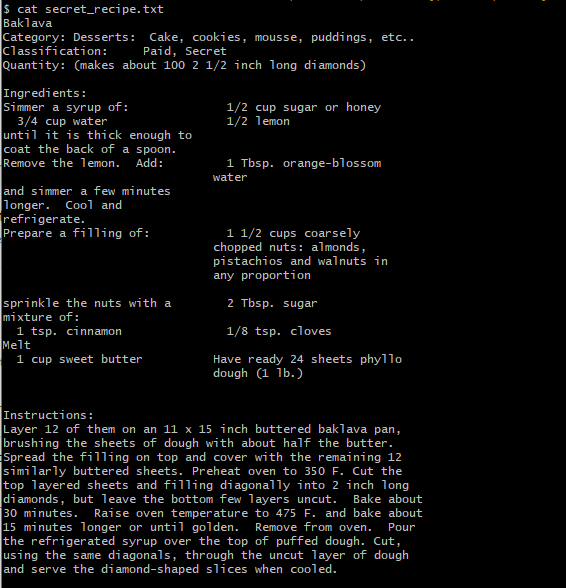 $ cat secret_recipe.txt
Baklava
Category: Desserts:  Cake, cookies, mousse, puddings, etc..
Classification:     Paid, Secret
Quantity: (makes about 100 2 1/2 inch long diamonds)

Ingredients:
Simmer a syrup of:              1/2 cup sugar or honey
  3/4 cup water                 1/2 lemon
until it is thick enough to
coat the back of a spoon.
Remove the lemon.  Add:         1 Tbsp. orange-blossom
                              water
and simmer a few minutes
longer.  Cool and
refrigerate.
Prepare a filling of:           1 1/2 cups coarsely
                              chopped nuts: almonds,
                              pistachios and walnuts in
                              any proportion

sprinkle the nuts with a        2 Tbsp. sugar
mixture of:
  1 tsp. cinnamon               1/8 tsp. cloves
Melt
  1 cup sweet butter          Have ready 24 sheets phyllo
                              dough (1 lb.)

Instructions:
Layer 12 of them on an 11 x 15 inch buttered baklava pan,
brushing the sheets of dough with about half the butter.
Spread the filling on top and cover with the remaining 12
similarly buttered sheets. Preheat oven to 350 F. Cut the
top layered sheets and filling diagonally into 2 inch long
diamonds, but leave the bottom few layers uncut.  Bake about
30 minutes.  Raise oven temperature to 475 F. and bake about
15 minutes longer or until golden.  Remove from oven.  Pour
the refrigerated syrup over the top of puffed dough. Cut,
using the same diagonals, through the uncut layer of dough
and serve the diamond-shaped slices when cooled.